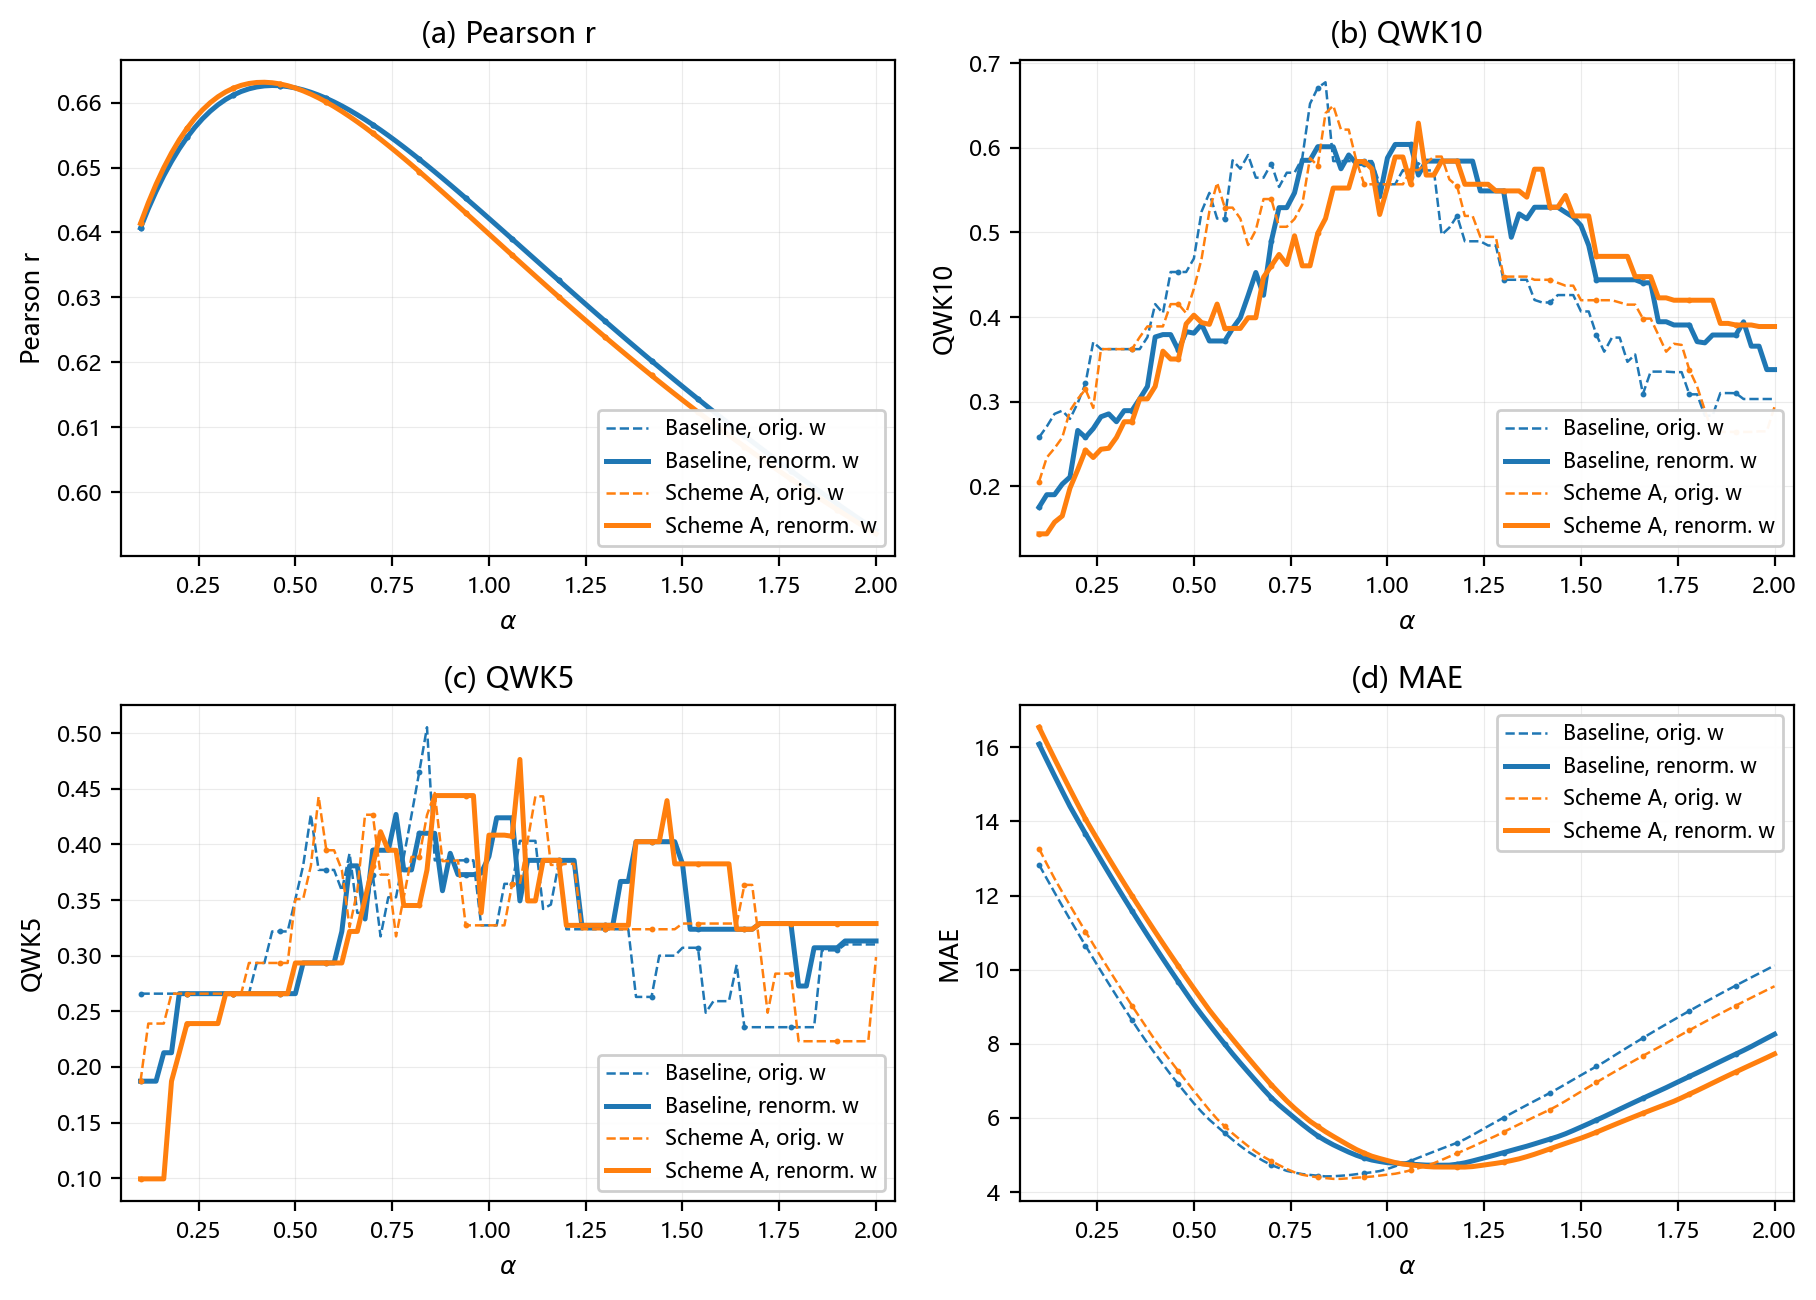 (a) Pearson r
Pearson r
0.66
0.65
0.64
0.63
0.62
0.61
0.60
0.25 0.50 0.75 1.00 1.25 1.50 1.75 2.00
α
Baseline, orig. w
Baseline, renorm. w
Scheme A, orig. w
Scheme A, renorm. w
(b) QWK10
QWK10
0.7
0.6
0.5
0.4
0.3
0.2
0.25 0.50 0.75 1.00 1.25 1.50 1.75 2.00
α
Baseline, orig. w
Baseline, renorm. w
Scheme A, orig. w
Scheme A, renorm. w
(c) QWK5
QWK5
0.50
0.45
0.40
0.35
0.30
0.25
0.20
0.15
0.10
0.25 0.50 0.75 1.00 1.25 1.50 1.75 2.00
α
Baseline, orig. w
Baseline, renorm. w
Scheme A, orig. w
Scheme A, renorm. w
(d) MAE
MAE
16
14
12
10
8
6
4
0.25 0.50 0.75 1.00 1.25 1.50 1.75 2.00
α
Baseline, orig. w
Baseline, renorm. w
Scheme A, orig. w
Scheme A, renorm. w